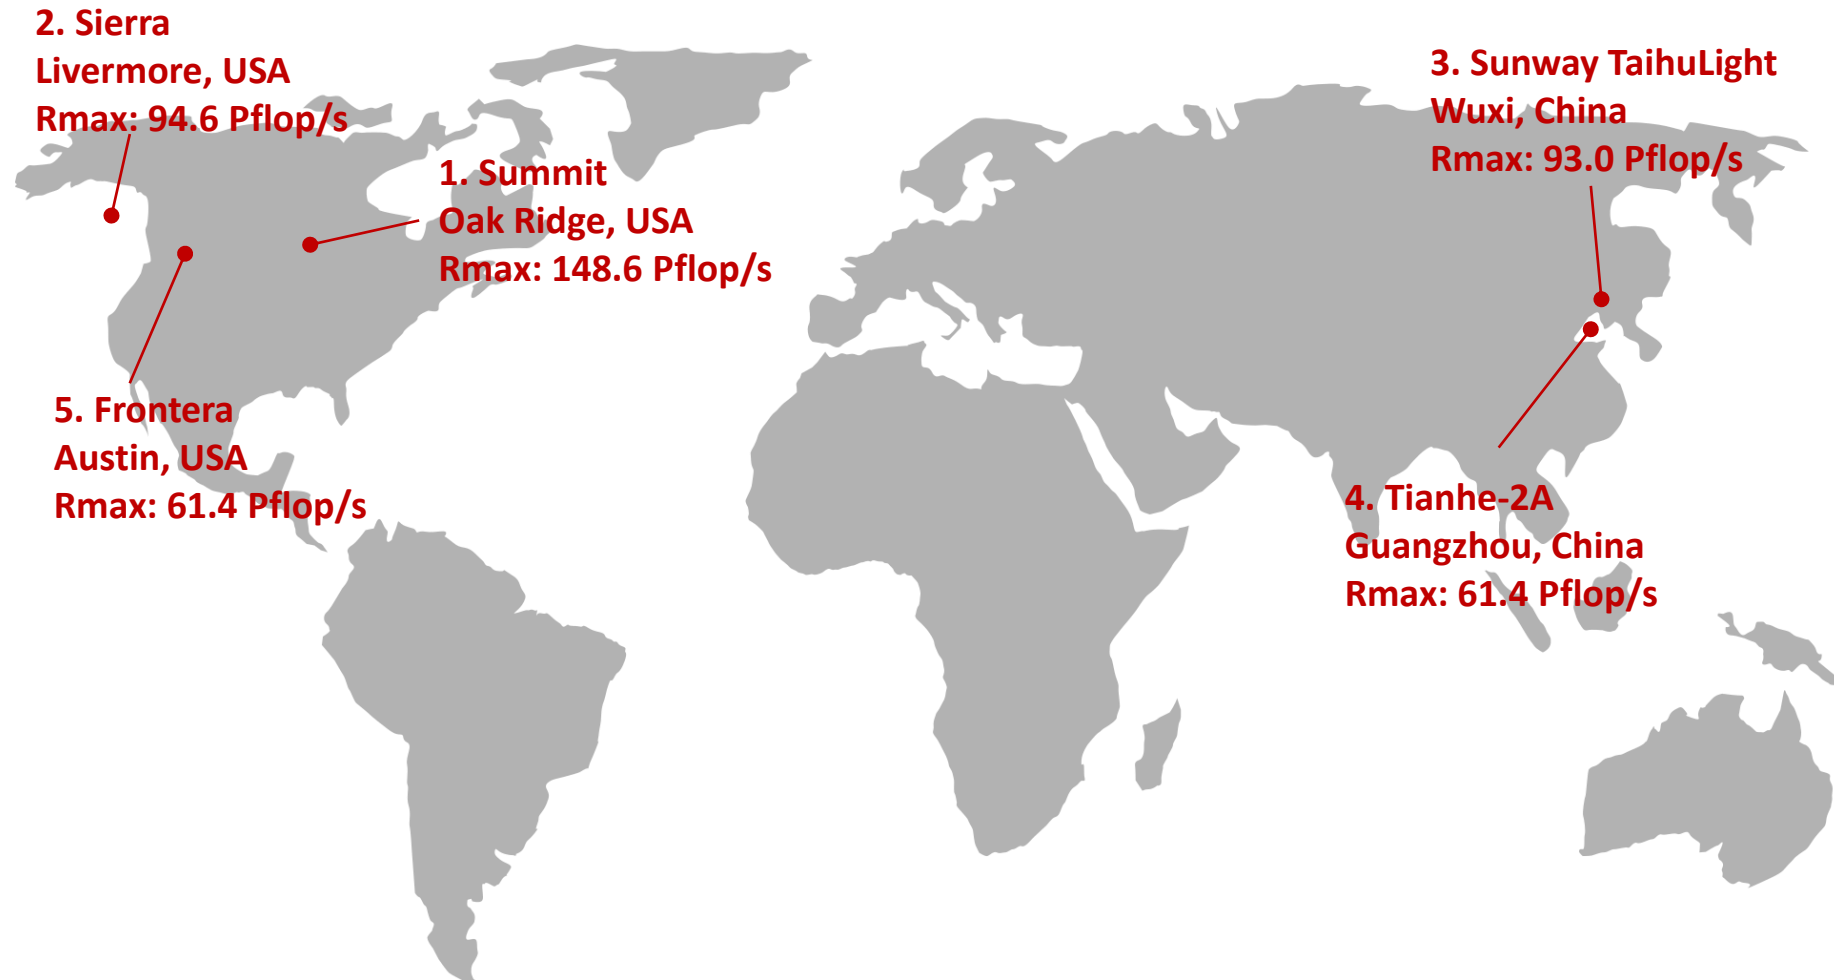 2. Sierra
Livermore, USA
Rmax: 94.6 Pflop/s
1. Summit
Oak Ridge, USA
Rmax: 148.6 Pflop/s
3. Sunway TaihuLight
Wuxi, China
Rmax: 93.0 Pflop/s
5. Frontera
Austin, USA
Rmax: 61.4 Pflop/s
4. Tianhe-2A
Guangzhou, China
Rmax: 61.4 Pflop/s